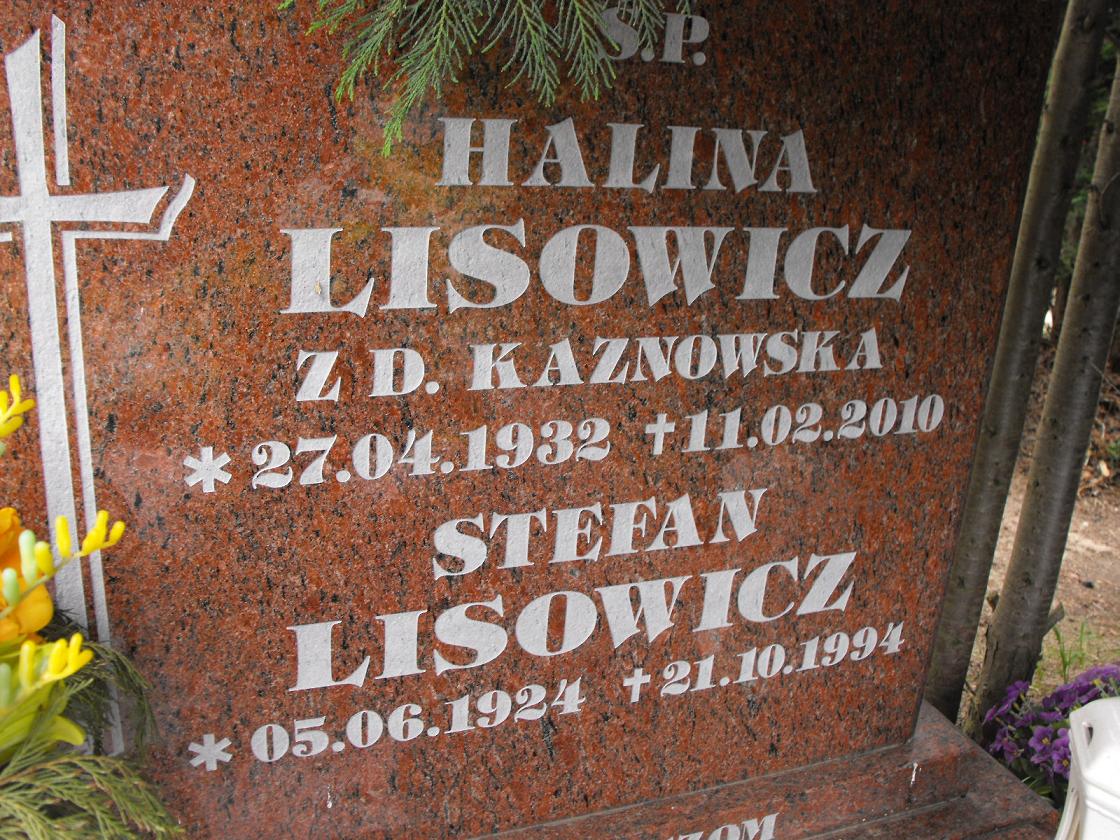 Ś.P.
HALINA
LISOWICZ
Z D. KAZNOWSKA
*27.04.1932 †11.02.2010
STEFAN
LISOWICZ
*05.06.1924 †21.10.1994